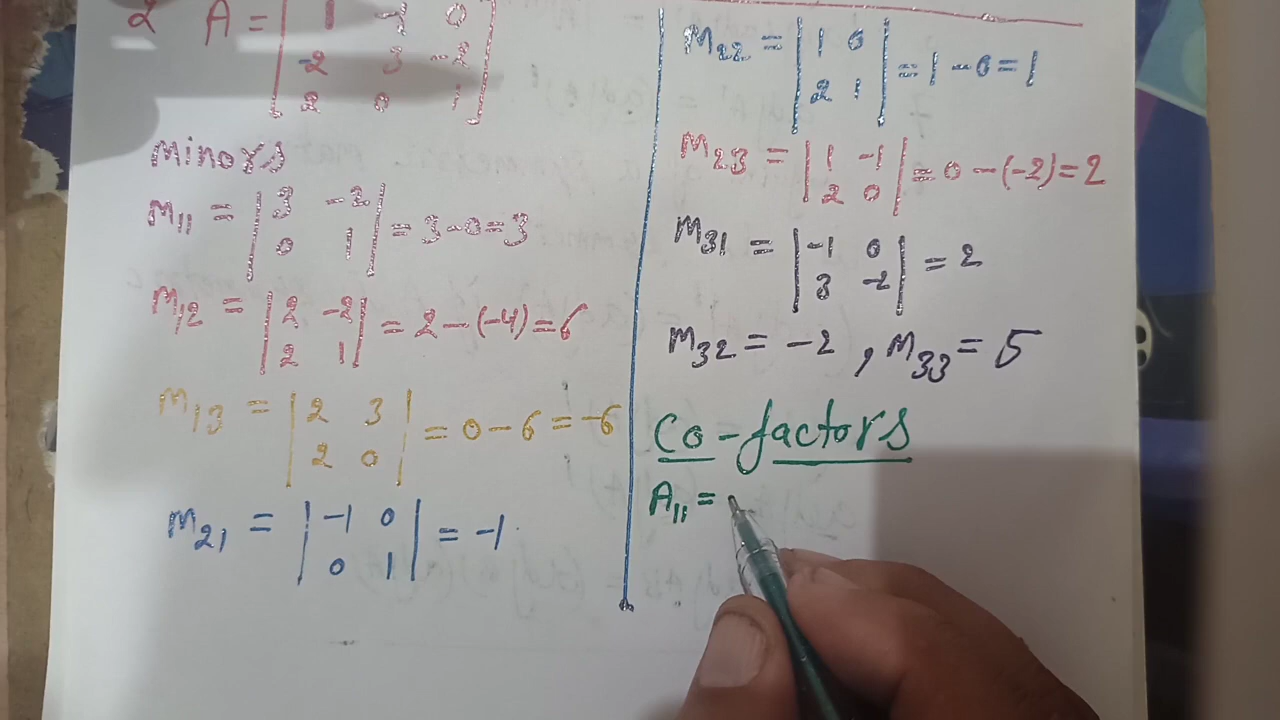 2 A = | 1 -1 0 |
| -2 3 -2 |
| 2 0 1 |
Minors
M11 = | 3 -2 | = 3-0=3
| 0 1 |
M12 = | 2 -2 | = 2-(-4)=6
| 2 1 |
M13 = | 2 3 | = 0-6=-6
| 2 0 |
M21 = | -1 0 | = -1
| 0 1 |
M22 = | 1 0 | = 1-0=1
| 2 1 |
M23 = | 1 -1 | = 0-(-2)=2
| 2 0 |
M31 = | -1 0 | = 2
| 3 -2 |
M32 = -2 , M33 = 5
Co-factors
A11 =